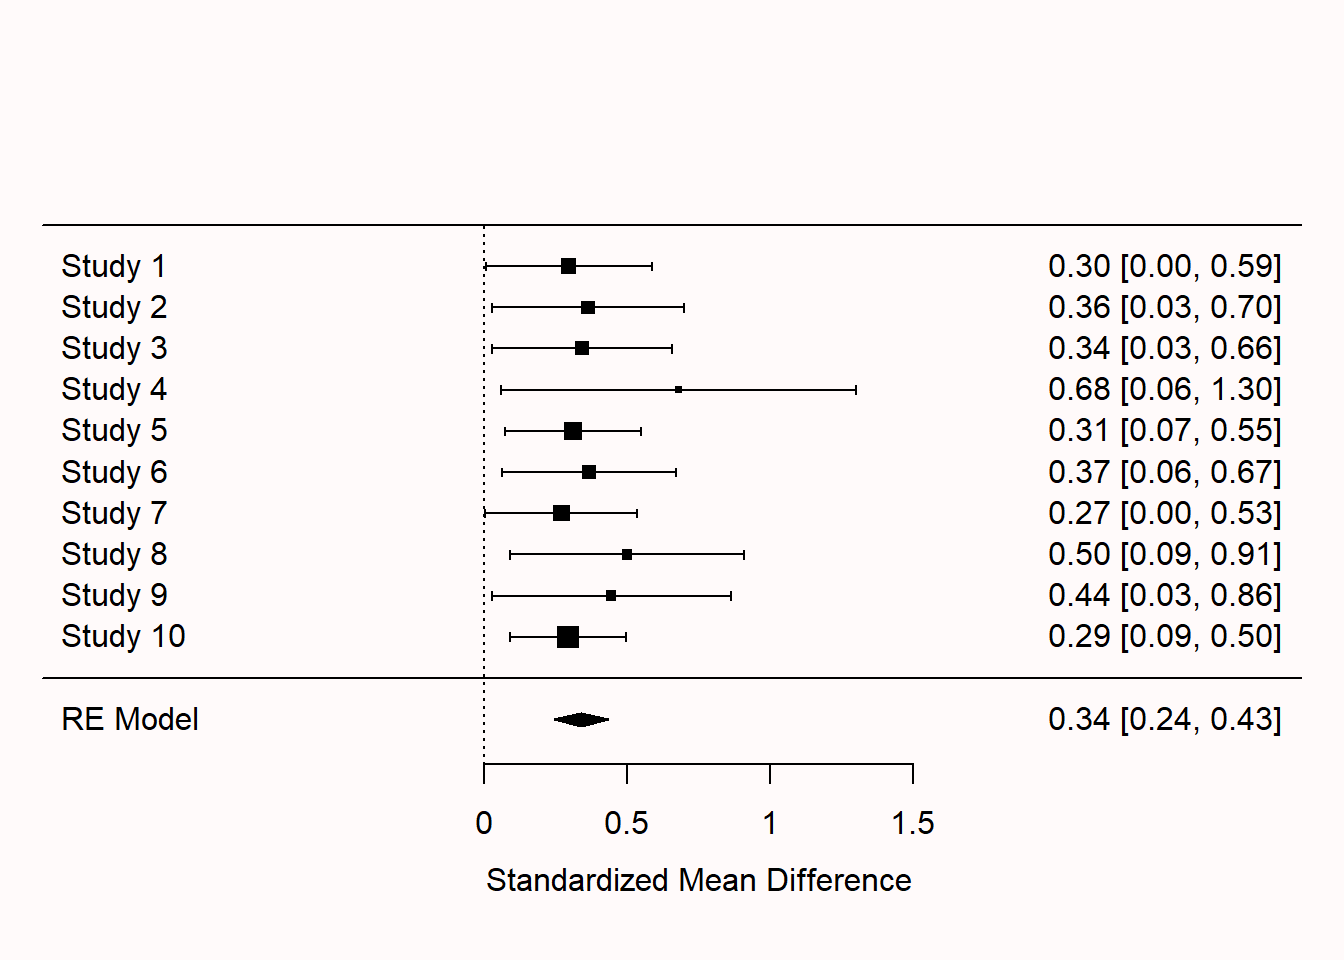 Study 1 0.30 [0.00, 0.59]
Study 2 0.36 [0.03, 0.70]
Study 3 0.34 [0.03, 0.66]
Study 4 0.68 [0.06, 1.30]
Study 5 0.31 [0.07, 0.55]
Study 6 0.37 [0.06, 0.67]
Study 7 0.27 [0.00, 0.53]
Study 8 0.50 [0.09, 0.91]
Study 9 0.44 [0.03, 0.86]
Study 10 0.29 [0.09, 0.50]
RE Model 0.34 [0.24, 0.43]
0 0.5 1 1.5
Standardized Mean Difference